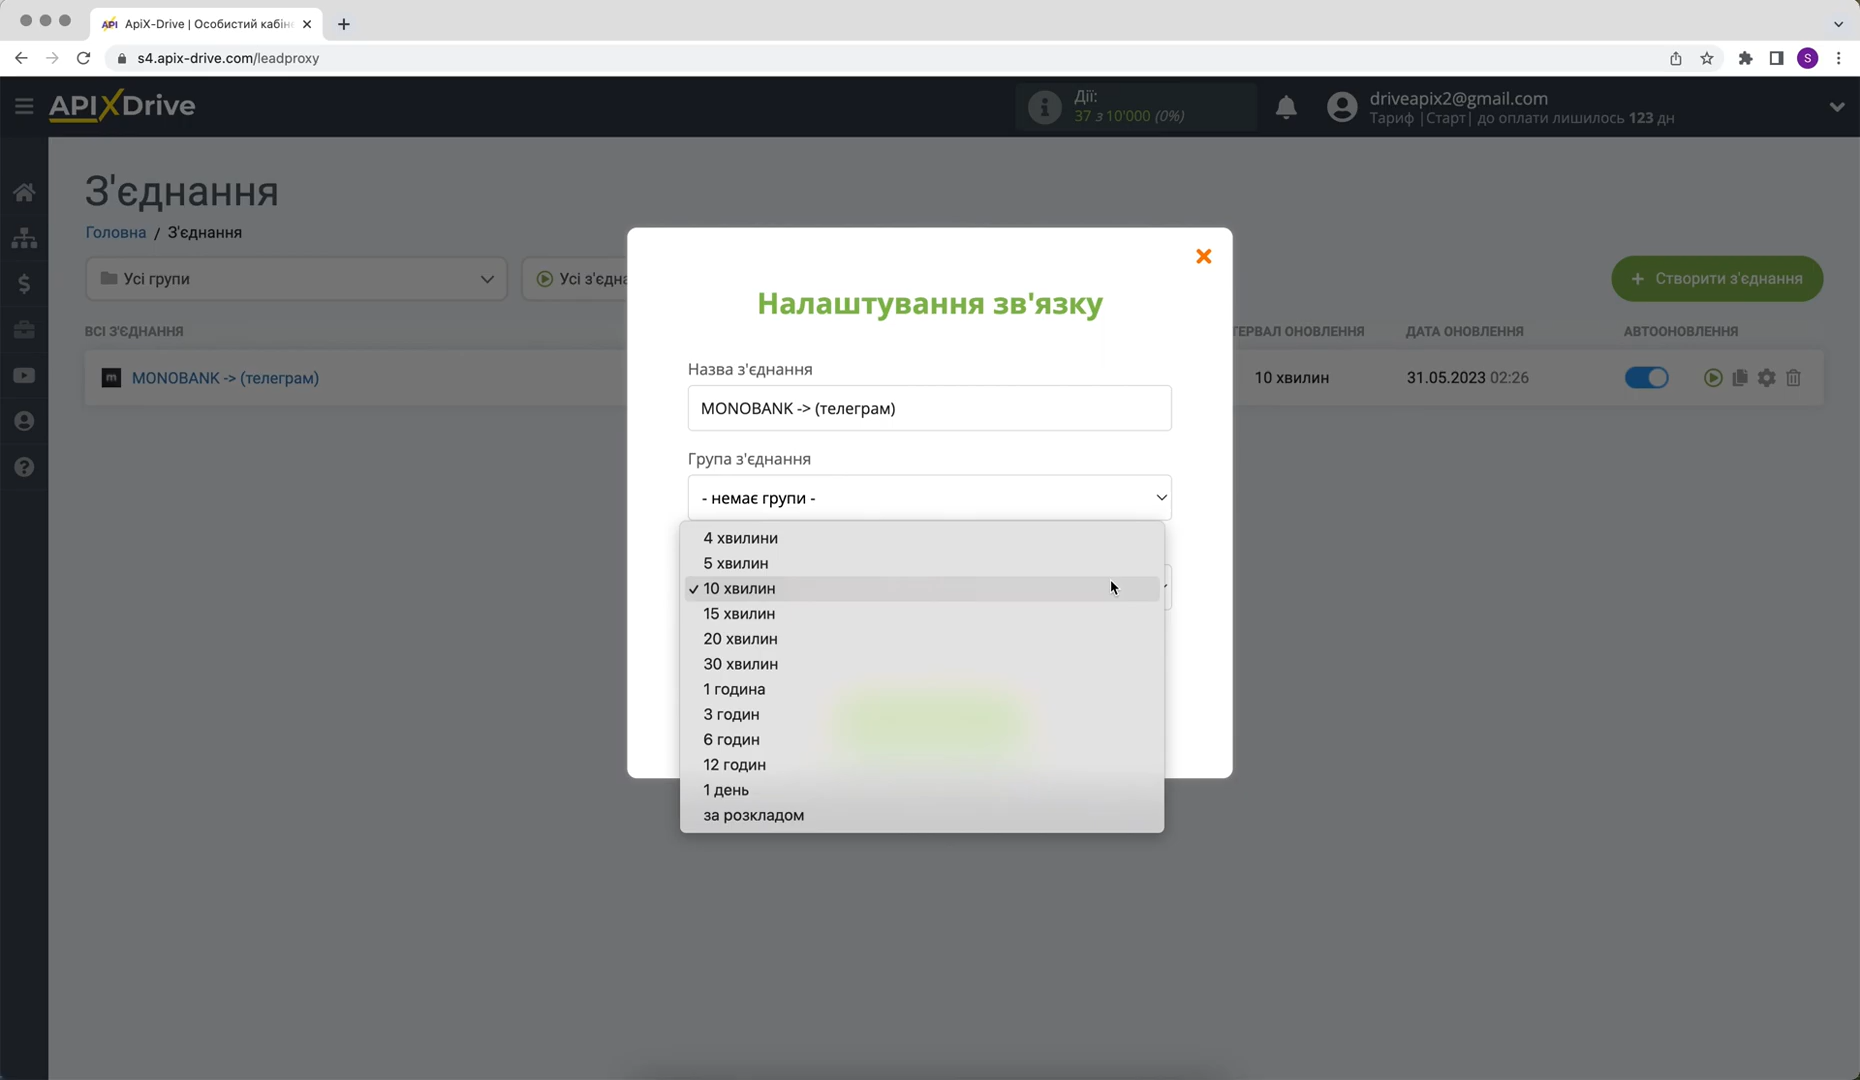 ApiX-Drive | Особистий кабін
s4.apix-drive.com/leadproxy
S
APIXDrive
Дії:
37 з 10'000 (0%)
driveapix2@gmail.com
Тариф |Старт| до оплати лишилось 123 дн
З'єднання
Головна / З'єднання
Усі групи
Усі з'єдна
Створити з'єднання
ВСІ З'ЄДНАННЯ
ТЕРВАЛ ОНОВЛЕННЯ
ДАТА ОНОВЛЕННЯ
АВТООНОВЛЕННЯ
m MONOBANK -> (телеграм)
10 хвилин
31.05.2023 02:26
Налаштування зв'язку
Назва з'єднання
MONOBANK -> (телеграм)
Група з'єднання
- немає групи -
4 хвилини
5 хвилин
✓ 10 хвилин
15 хвилин
20 хвилин
30 хвилин
1 година
3 годин
6 годин
12 годин
1 день
за розкладом